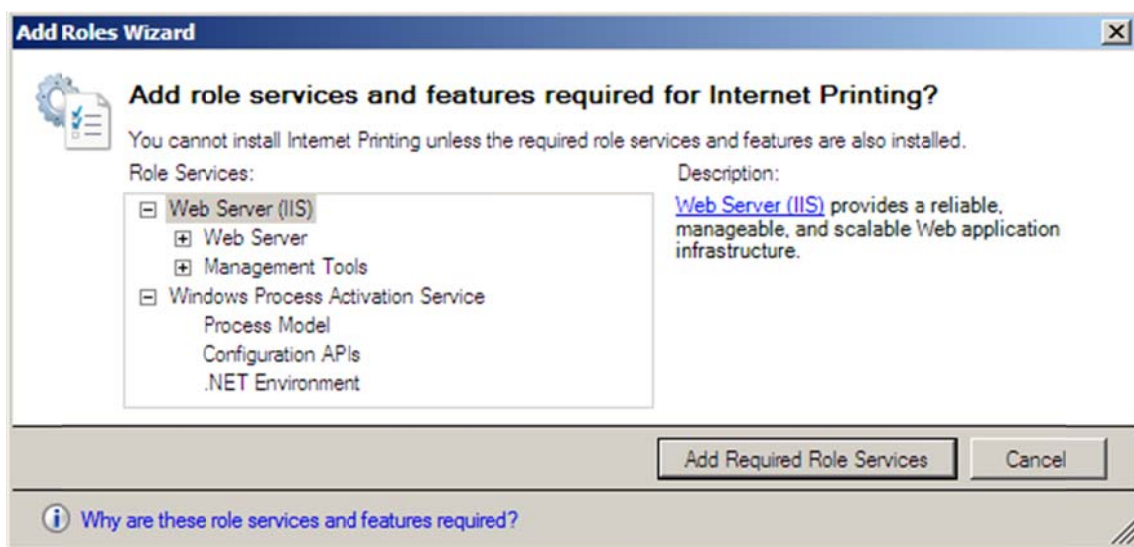 Add Roles Wizard
Add role services and features required for Internet Printing?
You cannot install Internet Printing unless the required role services and features are also installed.
Role Services:
Web Server (IIS)
Web Server
Management Tools
Windows Process Activation Service
Process Model
Configuration APIs
.NET Environment
Description:
Web Server (IIS) provides a reliable,
manageable, and scalable Web application
infrastructure.
Add Required Role Services
Cancel
Why are these role services and features required?